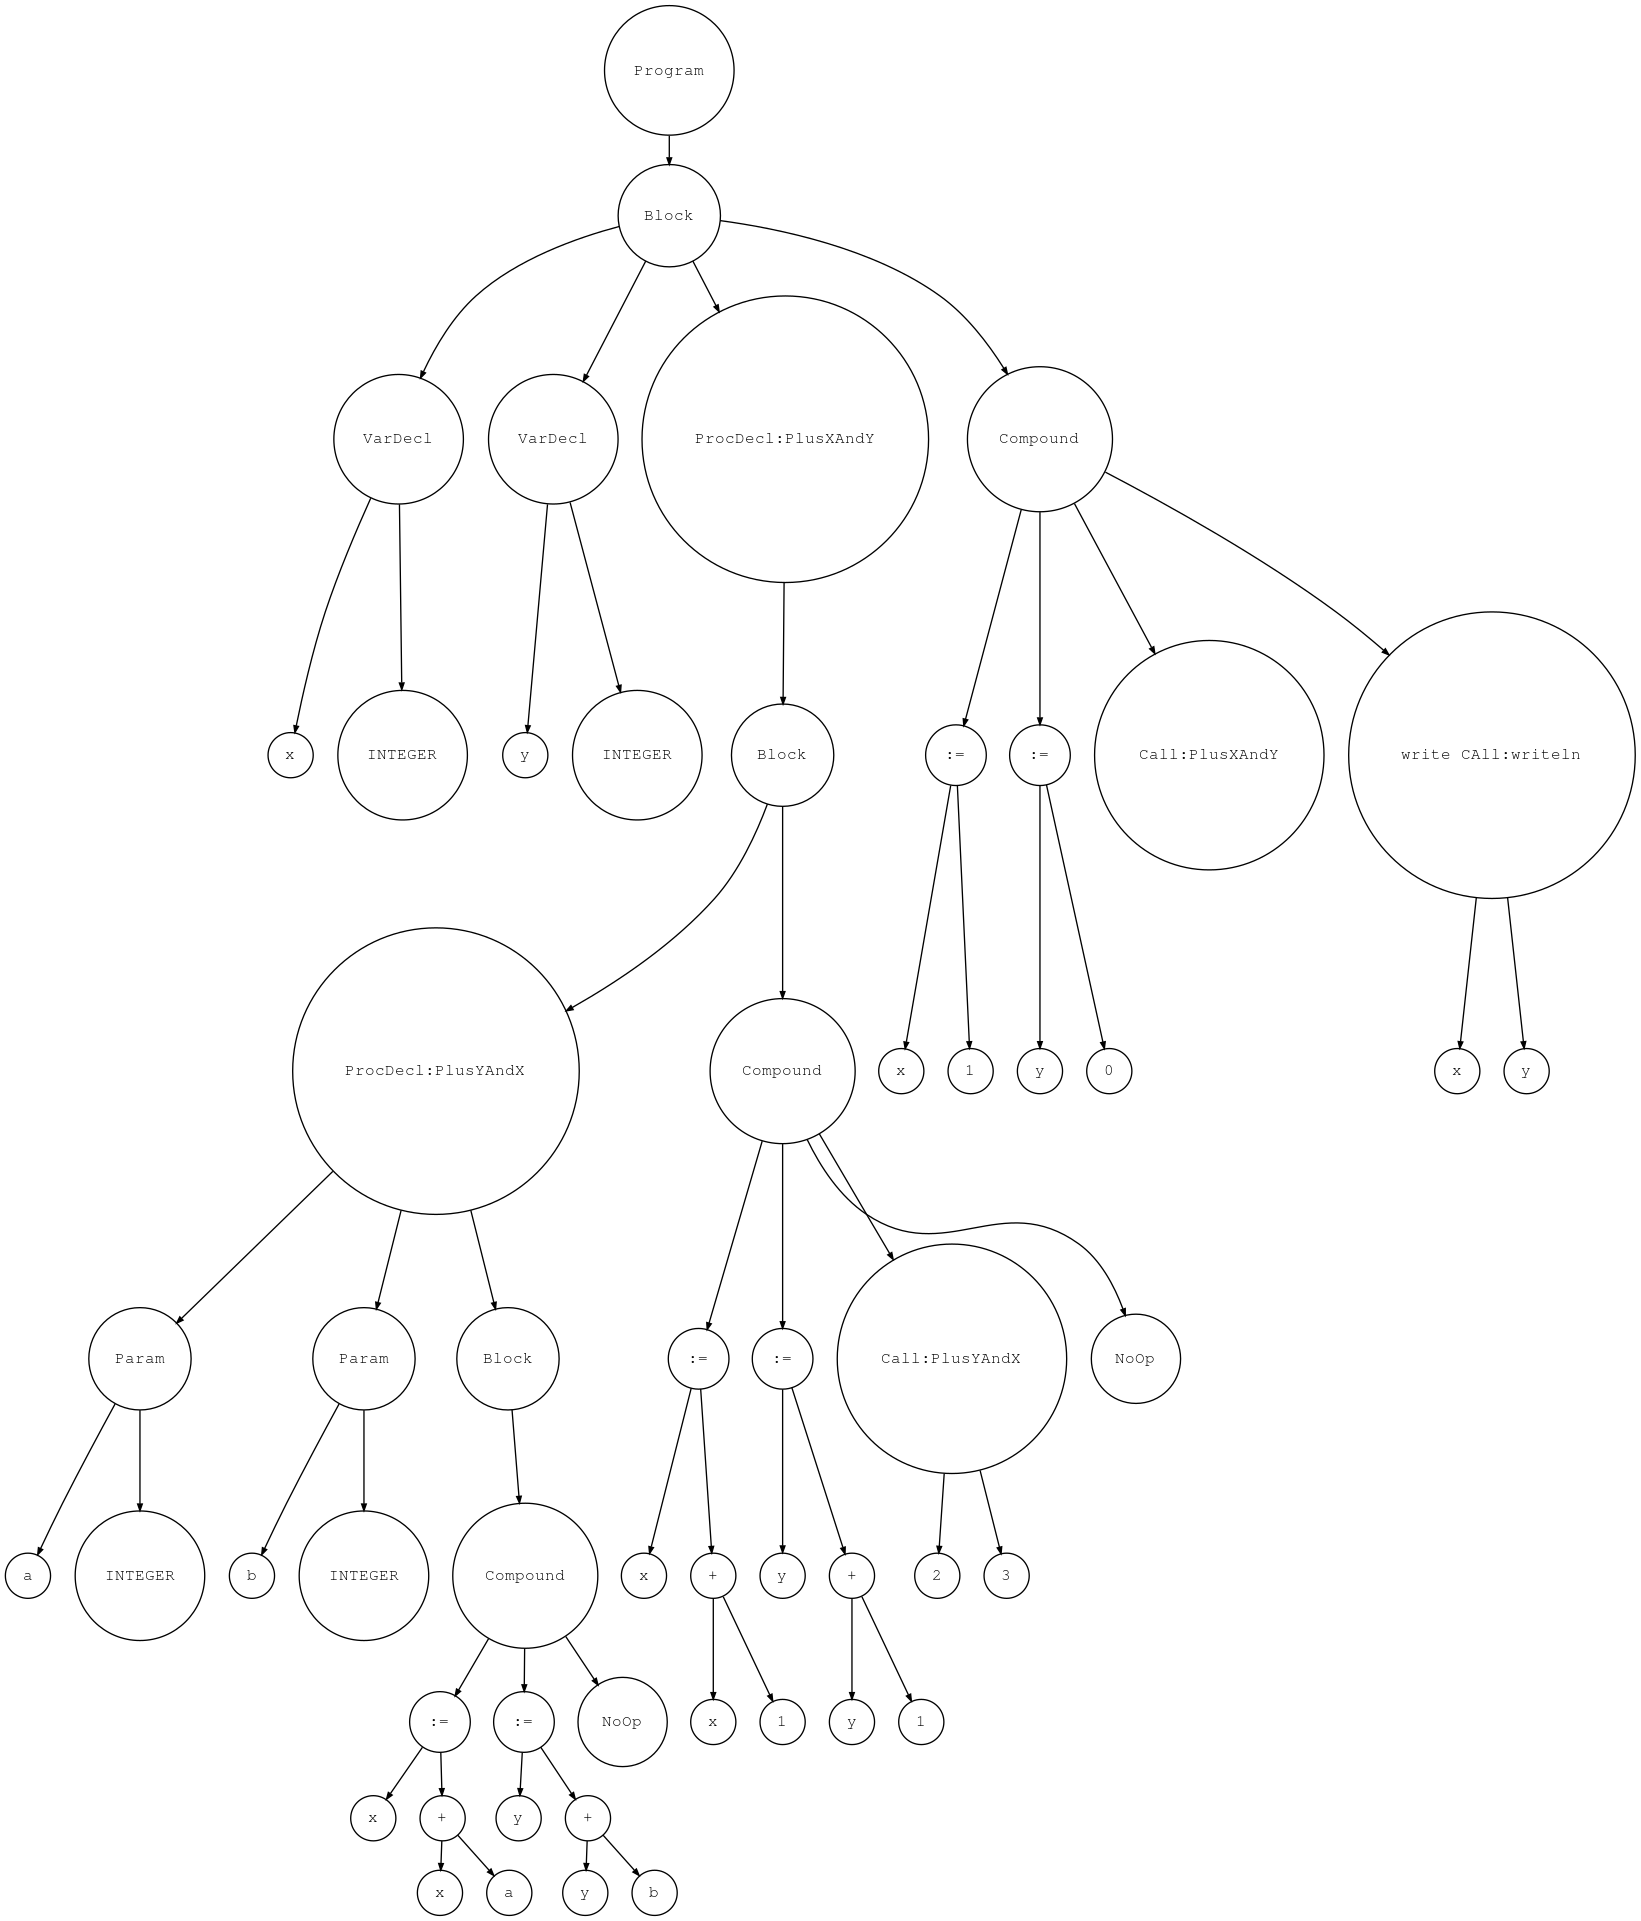 Program
Block
VarDecl
VarDecl
ProcDecl:PlusXAndY
Compound
x
INTEGER
y
INTEGER
Block
:=
:=
Call:PlusXAndY
write CAll:writeln
ProcDecl:PlusYAndX
Compound
x
1
y
0
x
y
Param
Param
Block
:=
:=
Call:PlusYAndX
NoOp
a
INTEGER
b
INTEGER
Compound
x
+
y
+
2
3
:=
:=
NoOp
x
1
y
1
x
+
y
+
x
a
y
b